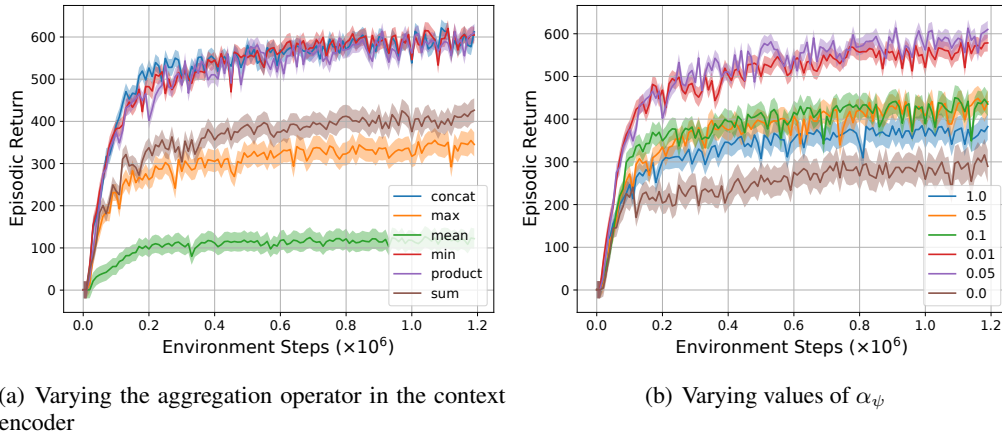 600
500
400
300
200
100
0
Episodic Return
0.0 0.2 0.4 0.6 0.8 1.0 1.2
Environment Steps (×10⁶)
concat
max
mean
min
product
sum
600
500
400
300
200
100
0
Episodic Return
0.0 0.2 0.4 0.6 0.8 1.0 1.2
Environment Steps (×10⁶)
1.0
0.5
0.1
0.01
0.05
0.0
(a) Varying the aggregation operator in the context
encoder
(b) Varying values of α_ψ